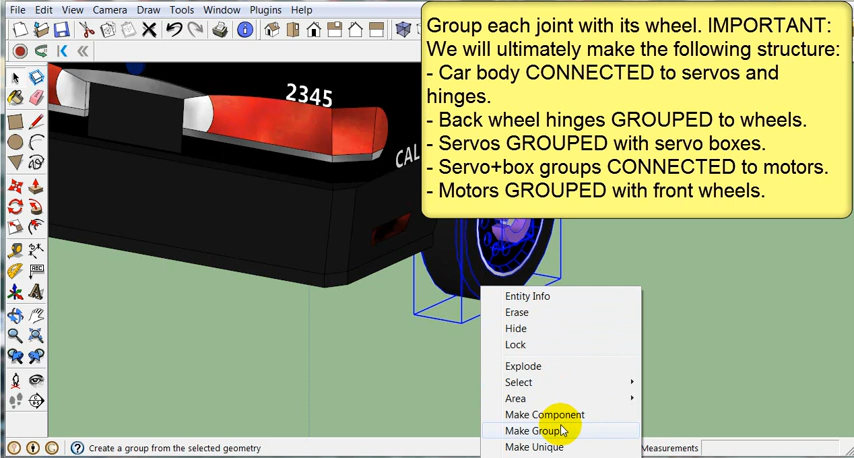 File Edit View Camera Draw Tools Window Plugins Help
Group each joint with its wheel. IMPORTANT:
We will ultimately make the following structure:
- Car body CONNECTED to servos and
hinges.
- Back wheel hinges GROUPED to wheels.
- Servos GROUPED with servo boxes.
- Servo+box groups CONNECTED to motors.
- Motors GROUPED with front wheels.
2345
CAL
Entity Info
Erase
Hide
Lock
Explode
Select
Area
Make Component
Make Group
Make Unique
Create a group from the selected geometry
Measurements